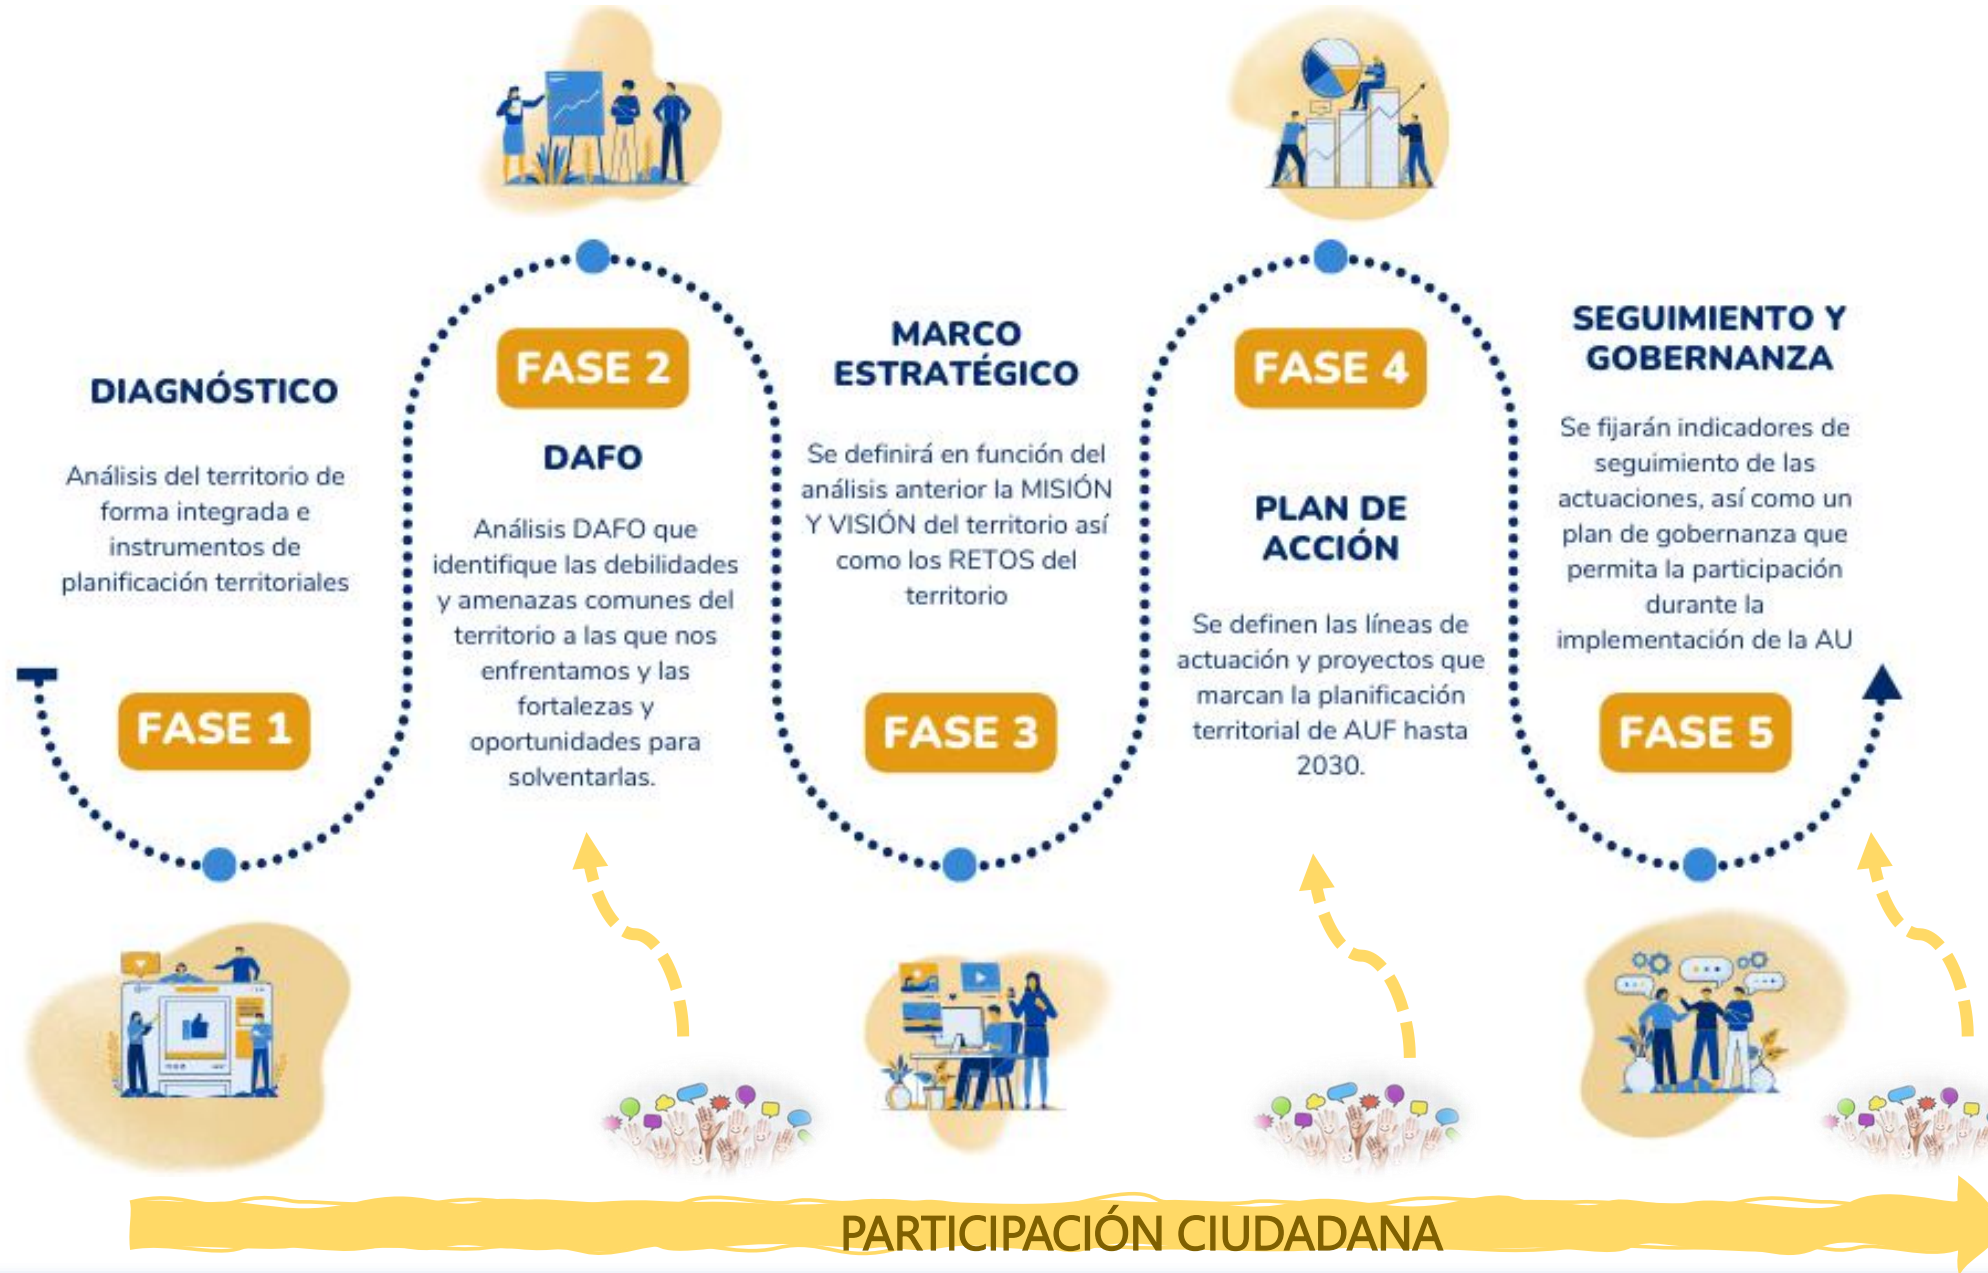 DIAGNÓSTICO
Análisis del territorio de
forma integrada e
instrumentos de
planificación territoriales
FASE 1
FASE 2
DAFO
Análisis DAFO que
identifique las debilidades
y amenazas comunes del
territorio a las que nos
enfrentamos y las
fortalezas y
oportunidades para
solventarlas.
MARCO
ESTRATÉGICO
Se definirá en función del
análisis anterior la MISIÓN
Y VISIÓN del territorio así
como los RETOS del
territorio
FASE 3
FASE 4
PLAN DE
ACCIÓN
Se definen las líneas de
actuación y proyectos que
marcan la planificación
territorial de AUF hasta
2030.
SEGUIMIENTO Y
GOBERNANZA
Se fijarán indicadores de
seguimiento de las
actuaciones, así como un
plan de gobernanza que
permita la participación
durante la
implementación de la AU
FASE 5
PARTICIPACIÓN CIUDADANA